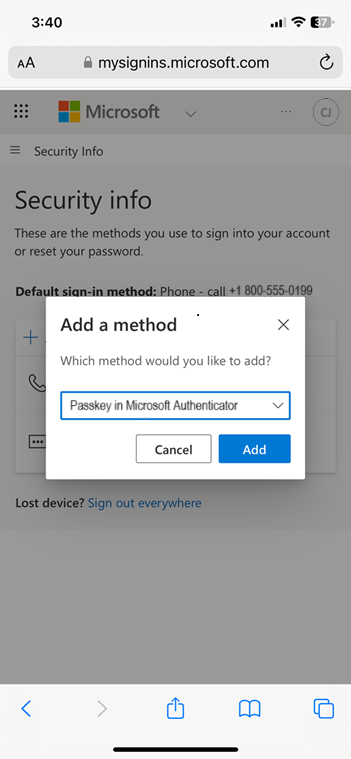 3:40
37
AA mysignins.microsoft.com
Microsoft ... CJ
Security Info
Security info
These are the methods you use to sign into your account
or reset your password.
Default sign-in method: Phone - call +1 800-555-0199
Add a method
Which method would you like to add?
Passkey in Microsoft Authenticator
Cancel Add
Lost device? Sign out everywhere